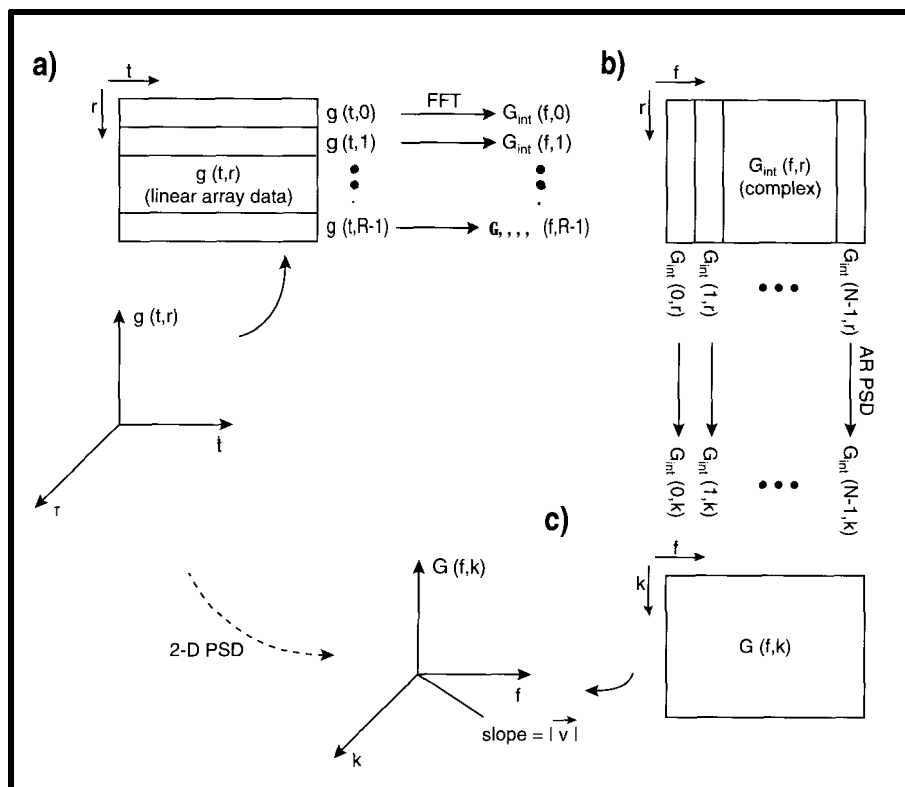 a)
t
r
g (t,0)
FFT
G_int (f,0)
g (t,1)
G_int (f,1)
g (t,r)
(linear array data)
g (t,R-1)
G,,,, (f,R-1)
b)
f
r
G_int (f,r)
(complex)
G_int (0,r)
G_int (1,r)
G_int (N-1,r)
AR PSD
G_int (0,k)
G_int (1,k)
G_int (N-1,k)
g (t,r)
t
r
c)
f
k
G (f,k)
2-D PSD
G (f,k)
f
k
slope = | v |